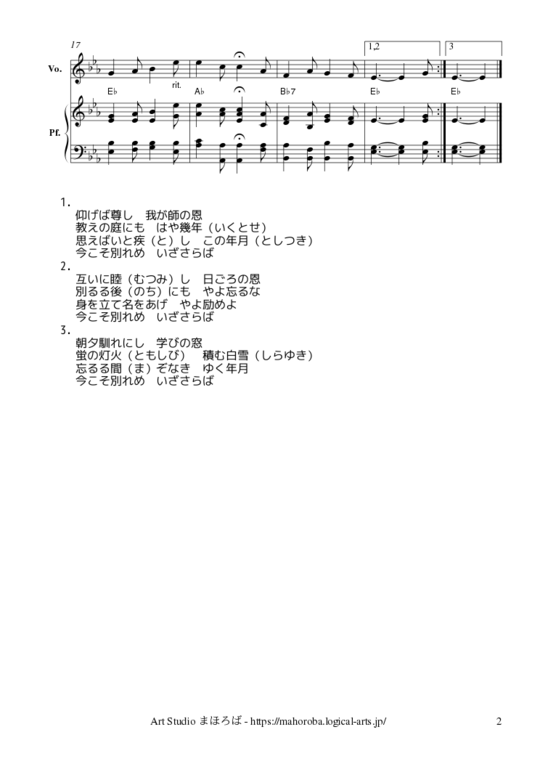 17
1,2
3
Vo.
rit.
E♭ A♭ B♭7 E♭ E♭
Pf.
1.
仰げば尊し　我が師の恩
教えの庭にも　はや幾年（いくとせ）
思えばいと疾（と）し　この年月（としつき）
今こそ別れめ　いざさらば
2.
互いに睦（むつみ）し　日ごろの恩
別るる後（のち）にも　やよ忘るな
身を立て名をあげ　やよ励めよ
今こそ別れめ　いざさらば
3.
朝夕馴れにし　学びの窓
蛍の灯火（ともしび）　積む白雪（しらゆき）
忘るる間（ま）ぞなき　ゆく年月
今こそ別れめ　いざさらば
Art Studio まほろば - https://mahoroba.logical-arts.jp/
2